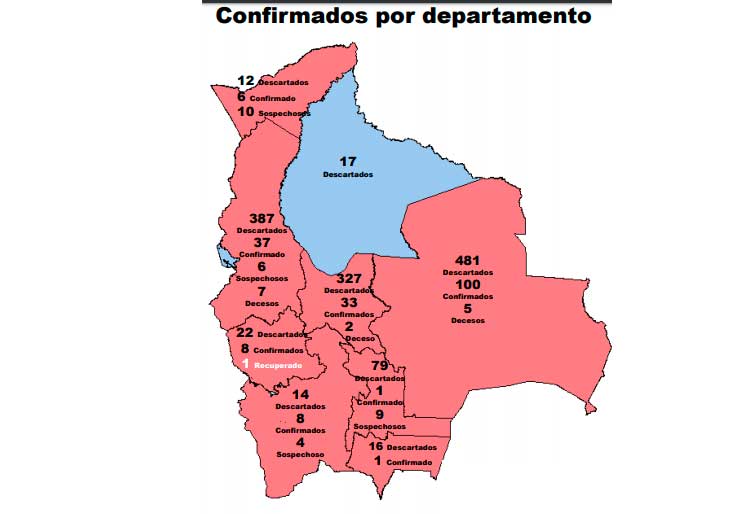 Confirmados por departamento
12 Descartados
6 Confirmado
10 Sospechosos
17
Descartados
387
Descartados
37
Confirmado
6
Sospechosos
7
Decesos
481
Descartados
100
Confirmados
5
Decesos
327
Descartados
33
Confirmados
2
Deceso
22 Descartados
8 Confirmados
1 Recuperado
79
Descartados
1
Confirmado
9
Sospechosos
14
Descartados
8
Confirmados
4
Sospechoso
16 Descartados
1 Confirmado